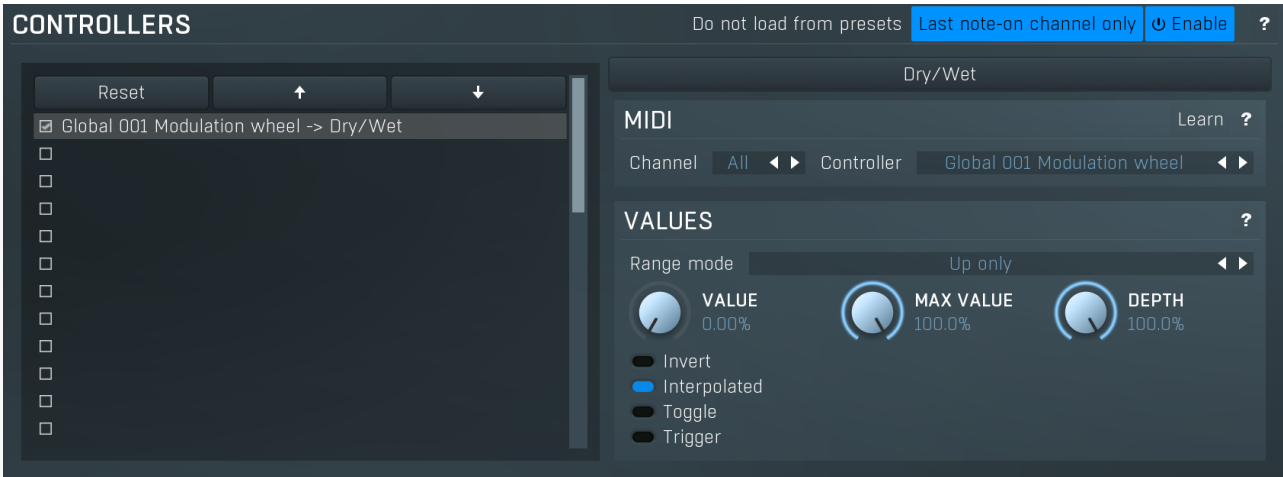 CONTROLLERS Do not load from presets Last note-on channel only Enable ?
Reset
Global 001 Modulation wheel -> Dry/Wet
Dry/Wet
MIDI Learn ?
Channel All Controller Global 001 Modulation wheel
VALUES ?
Range mode Up only
VALUE MAX VALUE DEPTH
0.00% 100.0% 100.0%
Invert
Interpolated
Toggle
Trigger